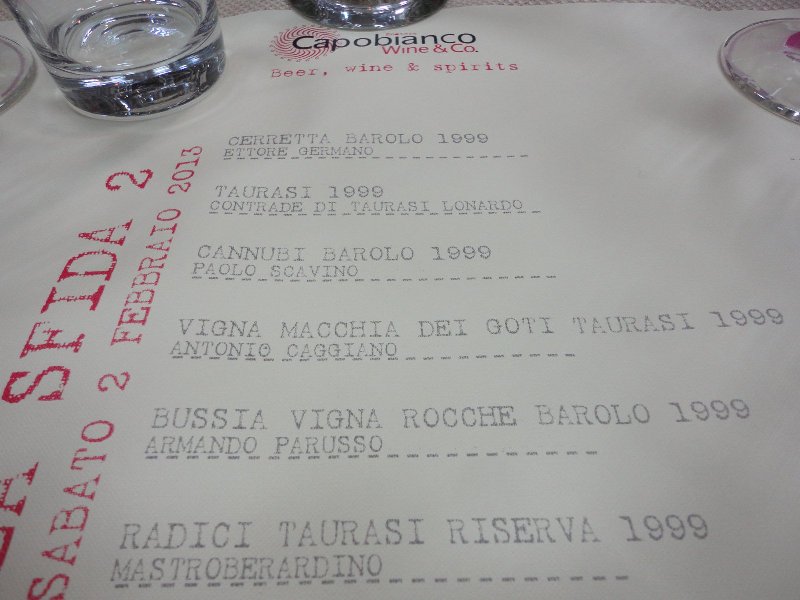 Capobianco
Wine & Co.
Beer, wine & spirits
CERRETTA BAROLO 1999
ETTORE GERMANO
TAURASI 1999
CONTRADE DI TAURASI LONARDO
CANNUBI BAROLO 1999
PAOLO SCAVINO
VIGNA MACCHIA DEI GOTI TAURASI 1999
ANTONIO CAGGIANO
BUSSIA VIGNA ROCCHE BAROLO 1999
ARMANDO PARUSSO
RADICI TAURASI RISERVA 1999
MASTROBERARDINO
SFIDA 2
SABATO 2 FEBBRAIO 2013